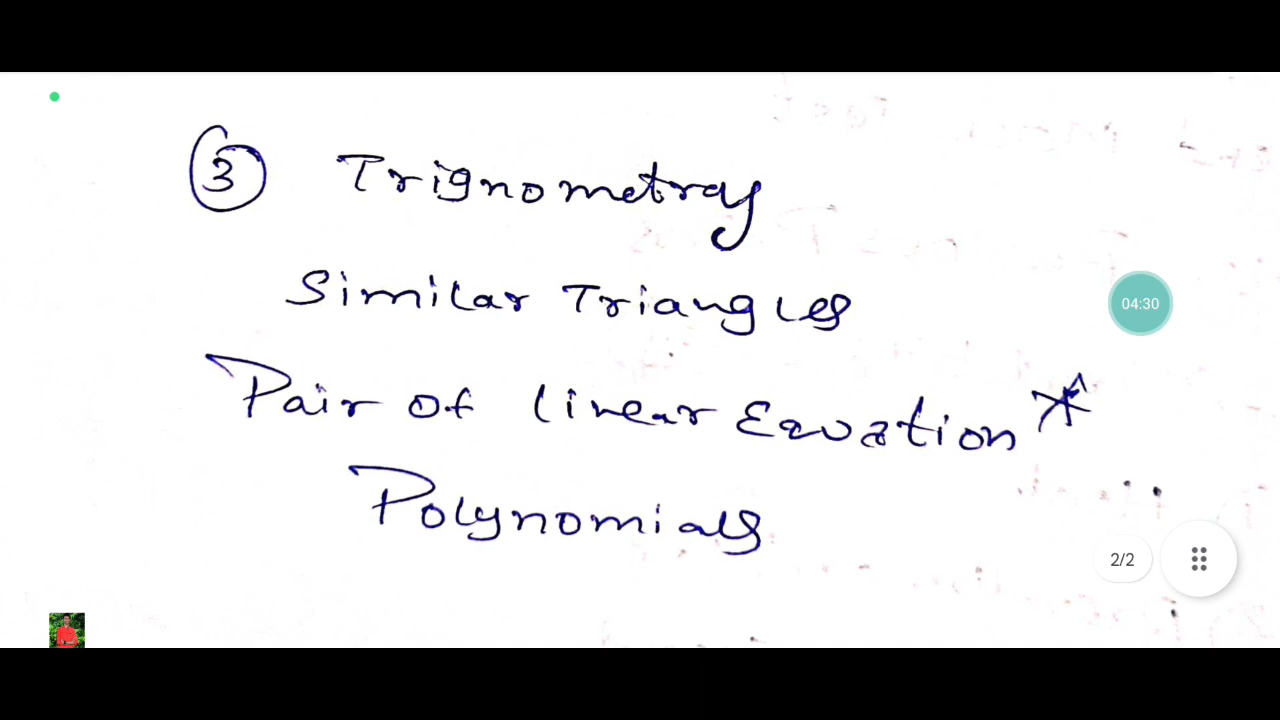 3 Trignometry
Similar Triangles
04:30
Pair of linear Equation *
Polynomials
2/2